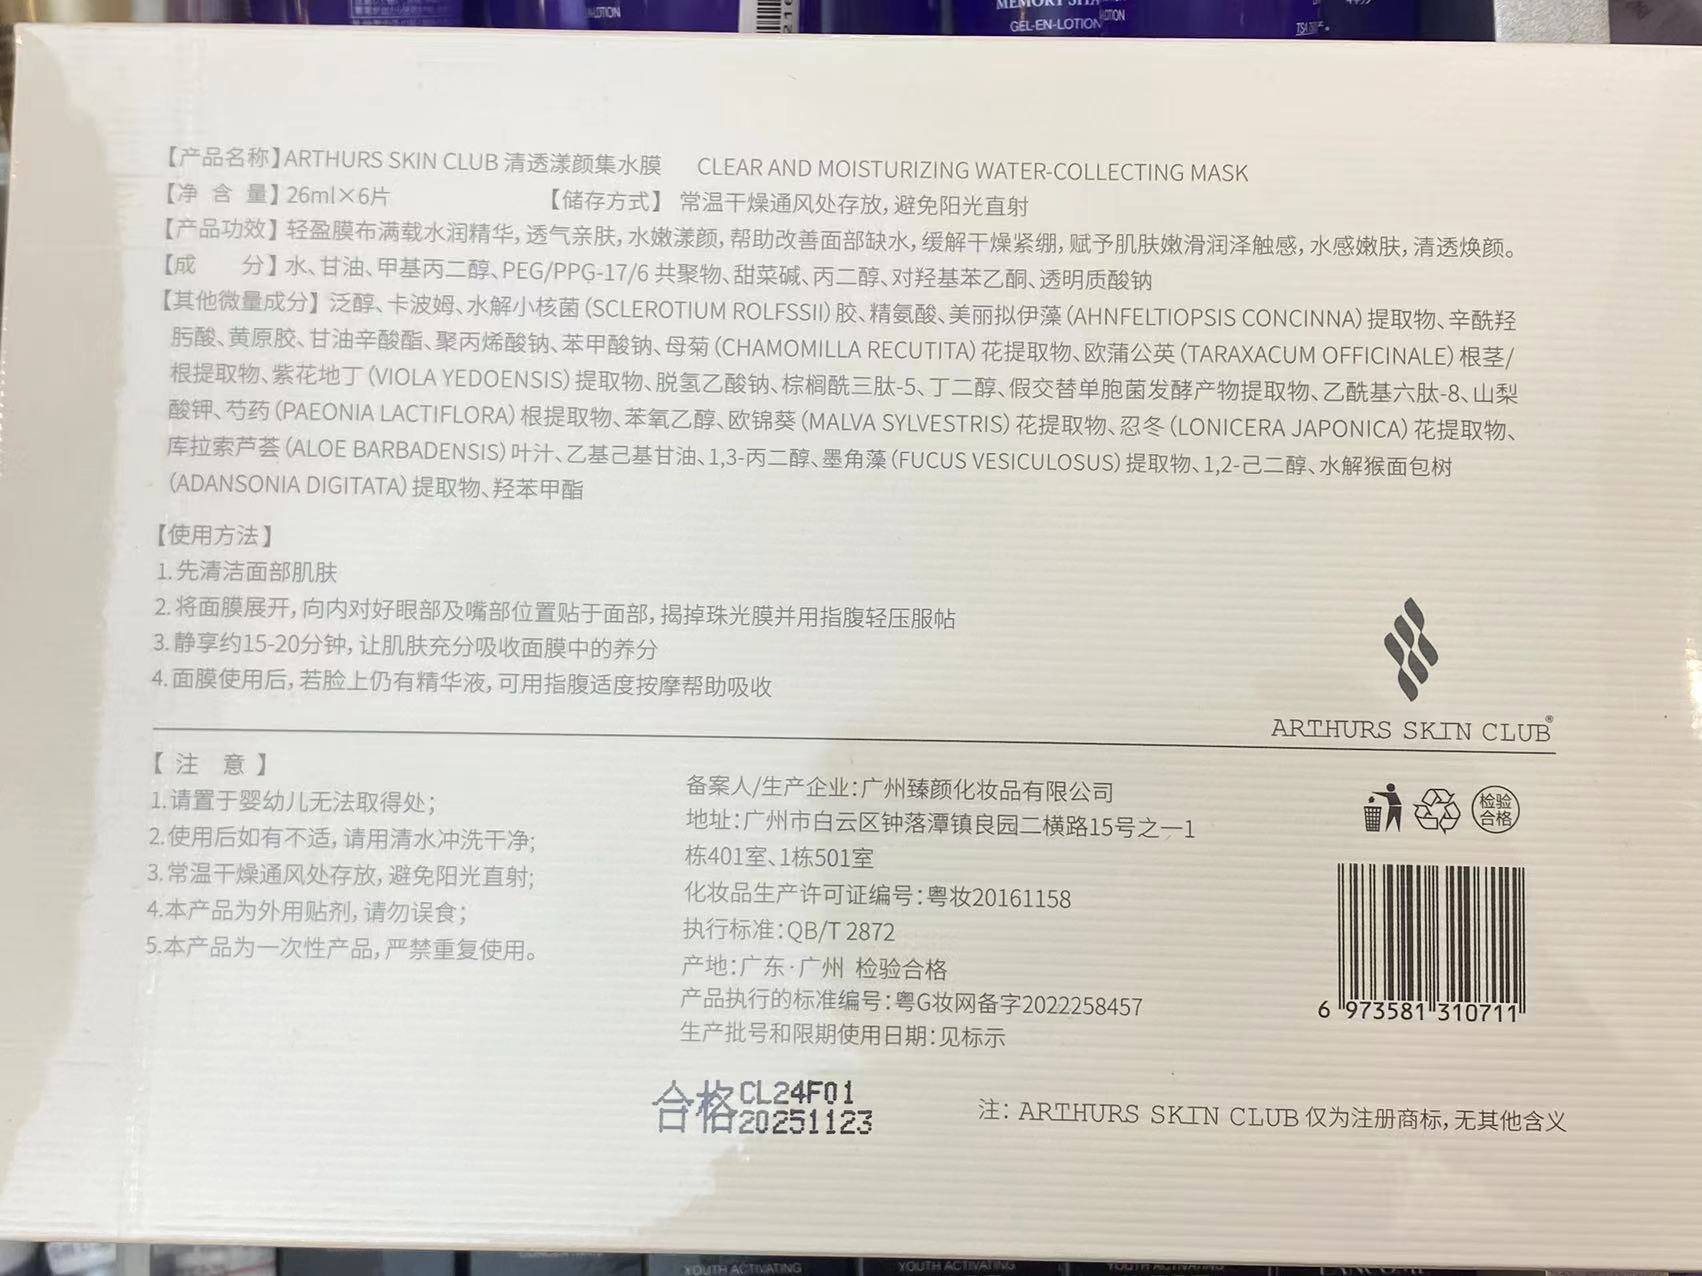 MEMORY SHA
GEL-EN-LOTION
【产品名称】ARTHURS SKIN CLUB 清透漾颜集水膜 CLEAR AND MOISTURIZING WATER-COLLECTING MASK
【净 含 量】26ml×6片 【储存方式】 常温干燥通风处存放,避免阳光直射
【产品功效】轻盈膜布满载水润精华,透气亲肤,水嫩漾颜,帮助改善面部缺水,缓解干燥紧绷,赋予肌肤嫩滑润泽触感,水感嫩肤,清透焕颜。
【成 分】水、甘油、甲基丙二醇、PEG/PPG-17/6 共聚物、甜菜碱、丙二醇、对羟基苯乙酮、透明质酸钠
【其他微量成分】泛醇、卡波姆、水解小核菌(SCLEROTIUM ROLFSSII)胶、精氨酸、美丽拟伊藻(AHNFELTIOPSIS CONCINNA)提取物、辛酰羟
肟酸、黄原胶、甘油辛酸酯、聚丙烯酸钠、苯甲酸钠、母菊(CHAMOMILLA RECUTITA)花提取物、欧蒲公英(TARAXACUM OFFICINALE)根茎/
根提取物、紫花地丁(VIOLA YEDOENSIS)提取物、脱氢乙酸钠、棕榈酰三肽-5、丁二醇、假交替单胞菌发酵产物提取物、乙酰基六肽-8、山梨
酸钾、芍药(PAEONIA LACTIFLORA)根提取物、苯氧乙醇、欧锦葵(MALVA SYLVESTRIS)花提取物、忍冬(LONICERA JAPONICA)花提取物、
库拉索芦荟(ALOE BARBADENSIS)叶汁、乙基己基甘油、1,3-丙二醇、墨角藻(FUCUS VESICULOSUS)提取物、1,2-己二醇、水解猴面包树
(ADANSONIA DIGITATA)提取物、羟苯甲酯
【使用方法】
1.先清洁面部肌肤
2.将面膜展开,向内对好眼部及嘴部位置贴于面部,揭掉珠光膜并用指腹轻压服帖
3.静享约15-20分钟,让肌肤充分吸收面膜中的养分
4.面膜使用后,若脸上仍有精华液,可用指腹适度按摩帮助吸收
ARTHURS SKIN CLUB®
【 注 意 】
1.请置于婴幼儿无法取得处;
2.使用后如有不适,请用清水冲洗干净;
3.常温干燥通风处存放,避免阳光直射;
4.本产品为外用贴剂,请勿误食;
5.本产品为一次性产品,严禁重复使用。
备案人/生产企业:广州臻颜化妆品有限公司
地址:广州市白云区钟落潭镇良园二横路15号之一1
栋401室、1栋501室
化妆品生产许可证编号:粤妆20161158
执行标准:QB/T 2872
产地:广东·广州 检验合格
产品执行的标准编号:粤G妆网备字2022258457
生产批号和限期使用日期:见标示
检验
合格
6 973581 310711
合格 CL24F01
20251123
注: ARTHURS SKIN CLUB 仅为注册商标,无其他含义
YOUTH ACTIVATING
YOUTH ACTIVATING